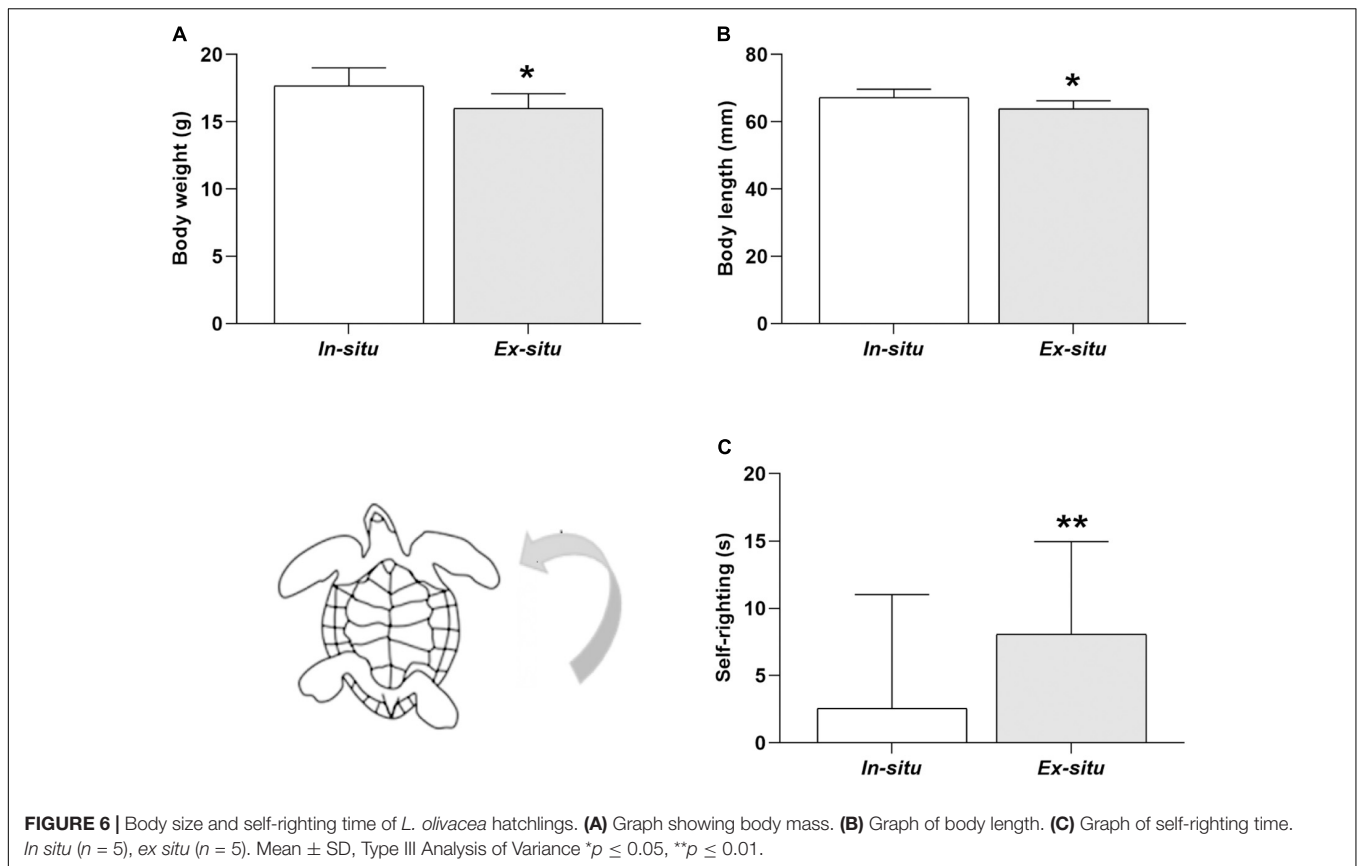 A
20
15
10
5
0
Body weight (g)
*
In-situ
Ex-situ
B
80
60
40
20
0
Body length (mm)
*
In-situ
Ex-situ
C
20
15
10
5
0
Self-righting (s)
**
In-situ
Ex-situ
FIGURE 6 | Body size and self-righting time of L. olivacea hatchlings. (A) Graph showing body mass. (B) Graph of body length. (C) Graph of self-righting time.
In situ (n = 5), ex situ (n = 5). Mean ± SD, Type III Analysis of Variance *p ≤ 0.05, **p ≤ 0.01.